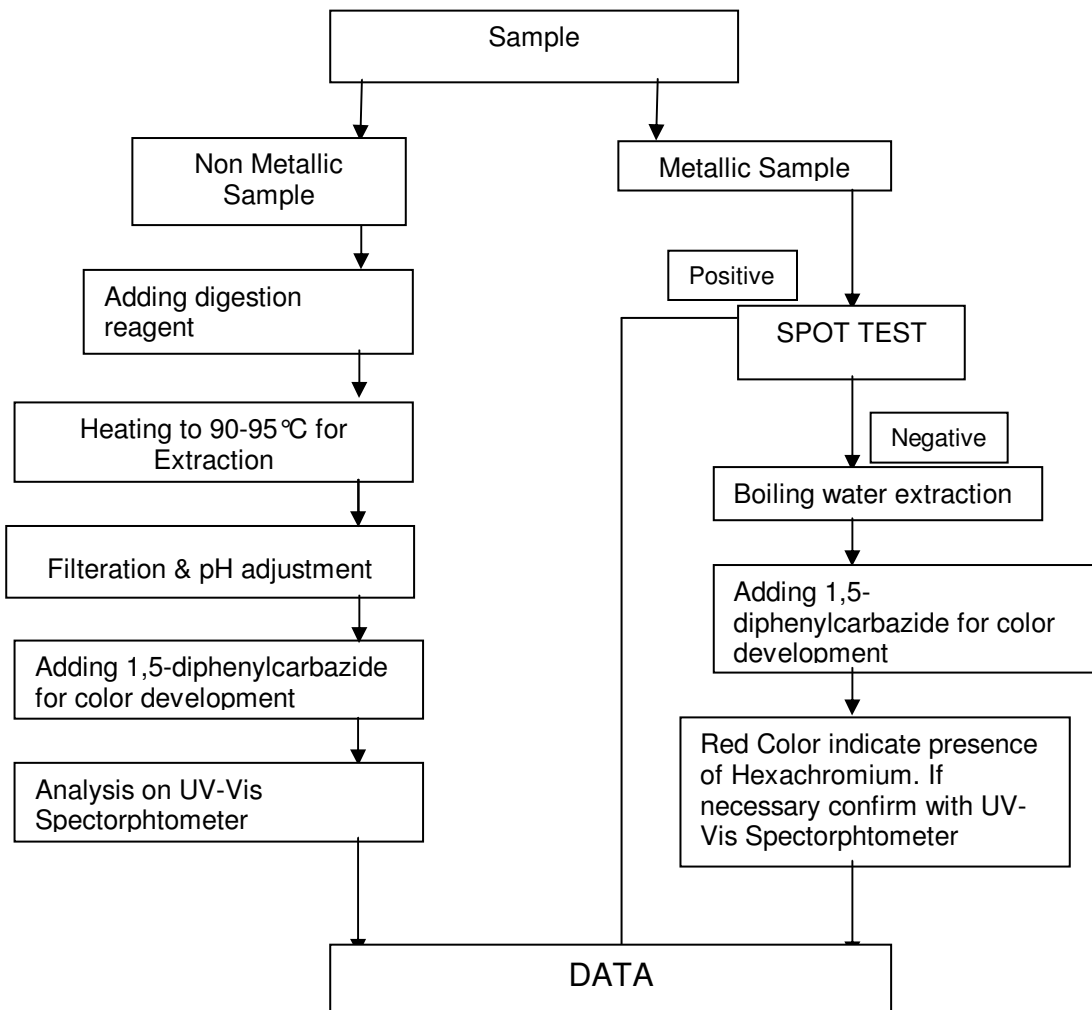 Sample
Non Metallic
Sample
Adding digestion
reagent
Heating to 90-95°C for
Extraction
Filteration & pH adjustment
Adding 1,5-diphenylcarbazide
for color development
Analysis on UV-Vis
Spectorphtometer
Metallic Sample
Positive
SPOT TEST
Negative
Boiling water extraction
Adding 1,5-
diphenylcarbazide for color
development
Red Color indicate presence
of Hexachromium. If
necessary confirm with UV-
Vis Spectorphtometer
DATA